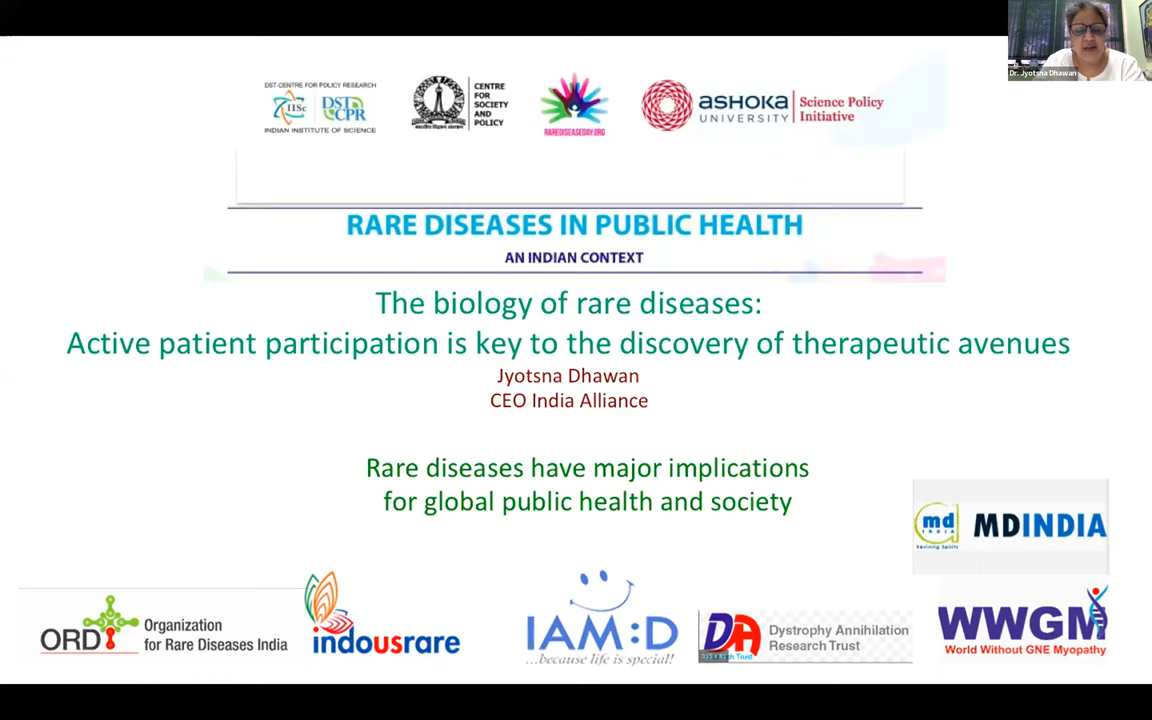 Dr. Jyotsna Dhawan
DST-CENTRE FOR POLICY RESEARCH
IISc
DST
CPR
INDIAN INSTITUTE OF SCIENCE
CENTRE
FOR
SOCIETY
AND
POLICY
RAREDISEASEDAY.ORG
ASHOKA
UNIVERSITY
Science Policy
Initiative
RARE DISEASES IN PUBLIC HEALTH
AN INDIAN CONTEXT
The biology of rare diseases:
Active patient participation is key to the discovery of therapeutic avenues
Jyotsna Dhawan
CEO India Alliance
Rare diseases have major implications
for global public health and society
md
INDIA
Reviving Spirits
MDINDIA
ORDI
Organization
for Rare Diseases India
indousrare
IAM:D
...because life is special!
DA
Dystrophy Annihilation
Research Trust
WWGM
World Without GNE Myopathy